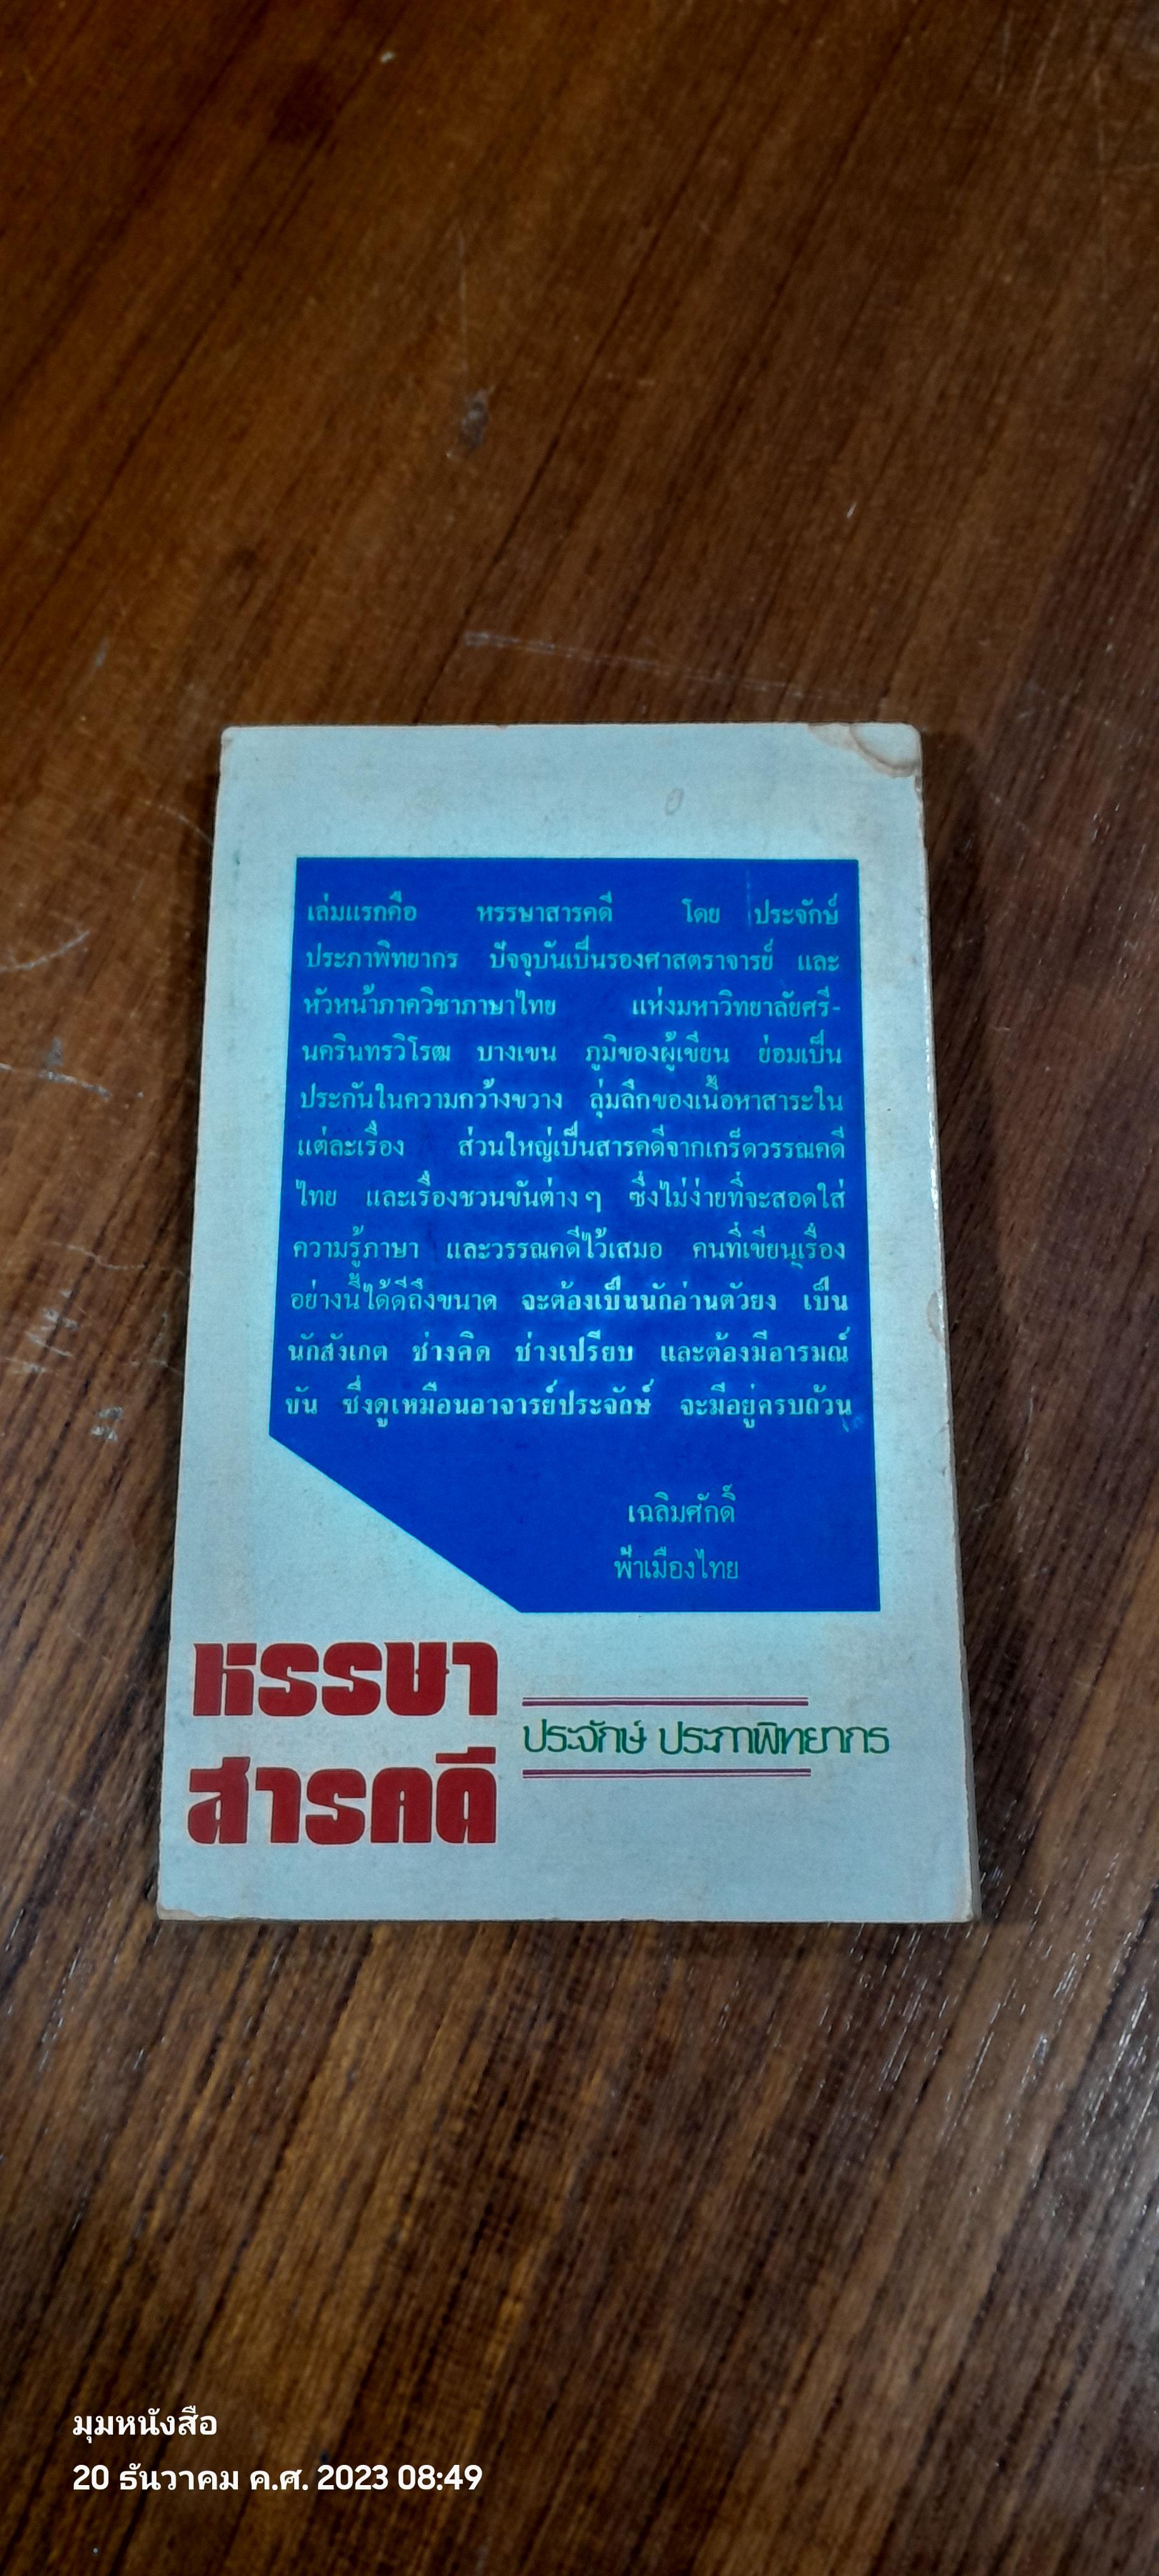 เล่มแรกคือ หรรษาสารคดี โดย ประจักษ์
ประภาพิทยากร ปัจจุบันเป็นรองศาสตราจารย์ และ
หัวหน้าภาควิชาภาษาไทย แห่งมหาวิทยาลัยศรี-
นครินทรวิโรฒ บางเขน ภูมิของผู้เขียน ย่อมเป็น
ประกันในความกว้างขวาง ลุ่มลึกของเนื้อหาสาระใน
แต่ละเรื่อง ส่วนใหญ่เป็นสารคดีจากเกร็ดวรรณคดี
ไทย และเรื่องชวนขันต่าง ๆ ซึ่งไม่ง่ายที่จะสอดใส่
ความรู้ภาษา และวรรณคดีไว้เสมอ คนที่เขียนเรื่อง
อย่างนี้ได้ดีถึงขนาด จะต้องเป็นนักอ่านตัวยง เป็น
นักสังเกต ช่างคิด ช่างเปรียบ และต้องมีอารมณ์
ขัน ซึ่งดูเหมือนอาจารย์ประจักษ์ จะมีอยู่ครบถ้วน
เฉลิมศักดิ์
ฟ้าเมืองไทย
หรรษา
สารคดี
ประจักษ์ ประภาพิทยากร
มุมหนังสือ
20 ธันวาคม ค.ศ. 2023 08:49